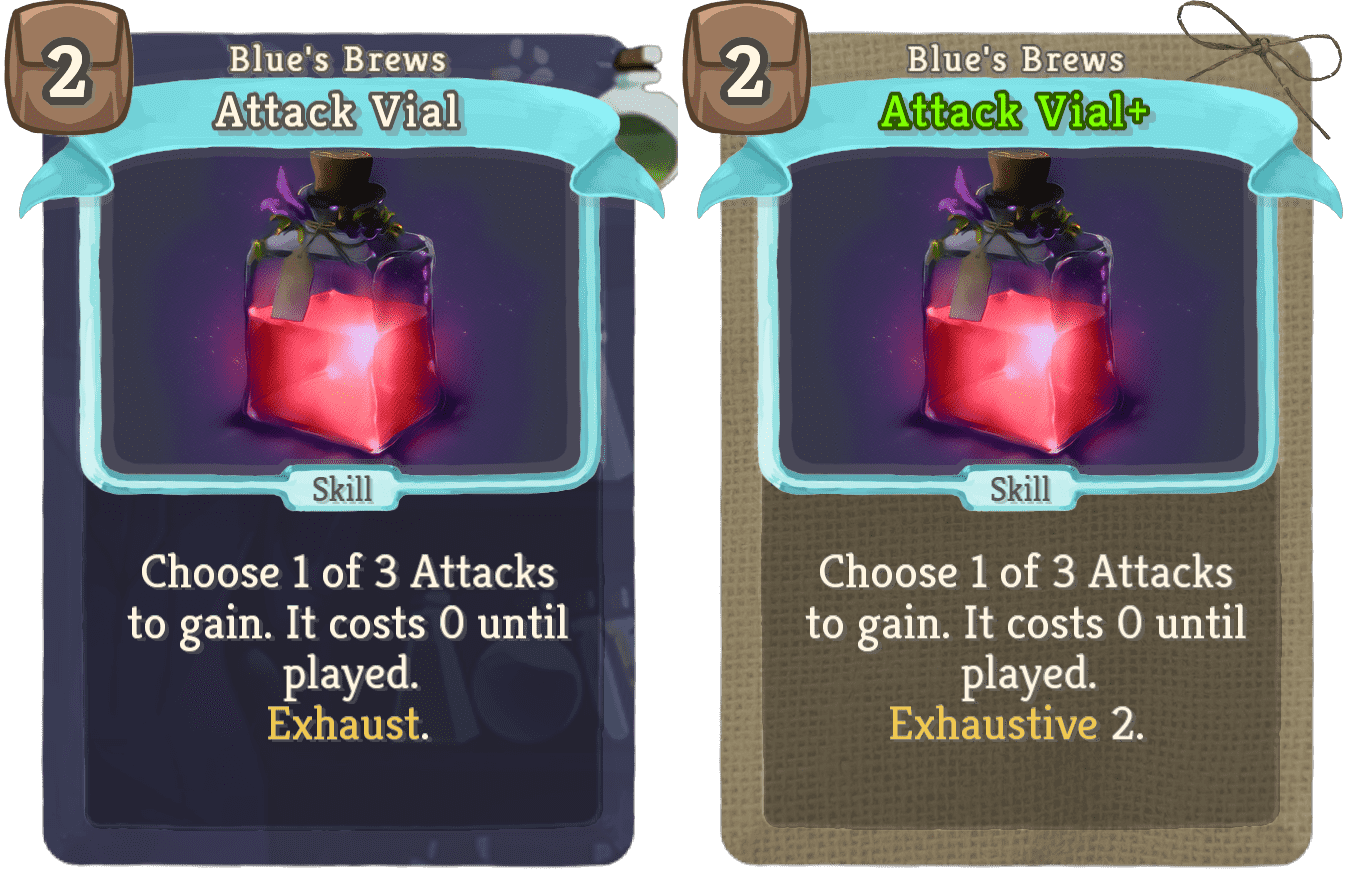 2
Blue's Brews
Attack Vial
Skill
Choose 1 of 3 Attacks
to gain. It costs 0 until
played.
Exhaust.
2
Blue's Brews
Attack Vial+
Skill
Choose 1 of 3 Attacks
to gain. It costs 0 until
played.
Exhaustive 2.